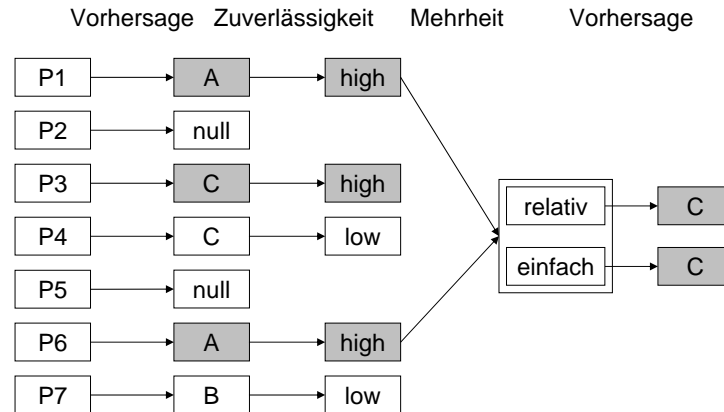 Vorhersage Zuverlässigkeit Mehrheit Vorhersage
P1 A high
P2 null
P3 C high
relativ C
P4 C low
einfach C
P5 null
P6 A high
P7 B low